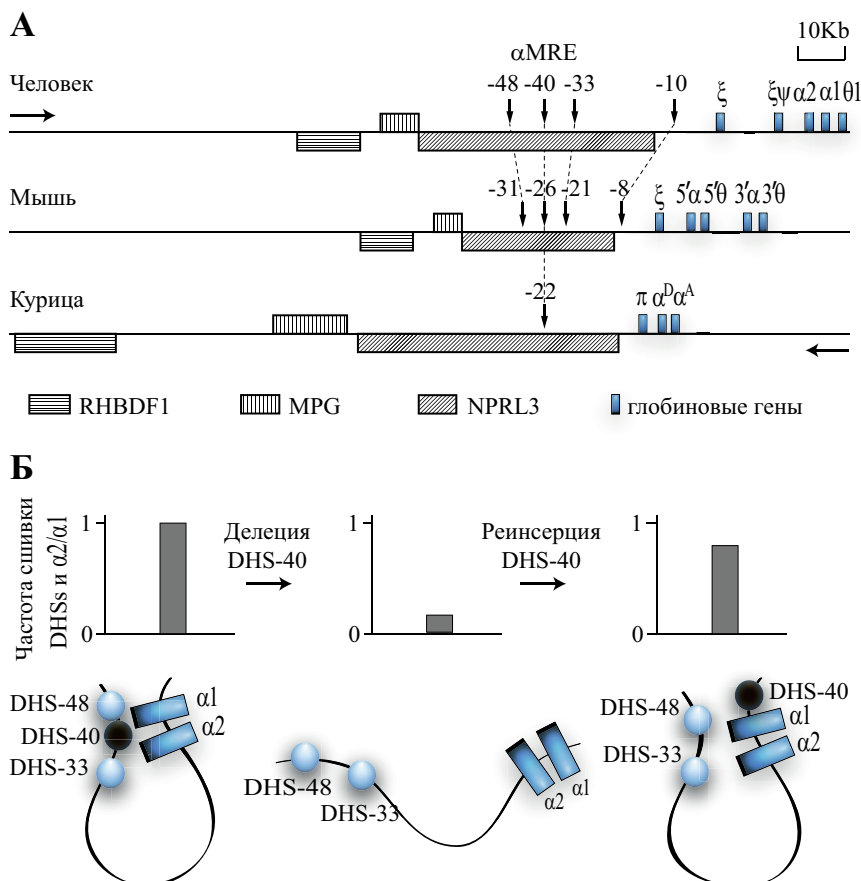 А
10Kb
αMRE
Человек
-48 -40 -33 -10
ξ ξψ α2 α1 θ1
Мышь
-31 -26 -21 -8
ξ 5′α 5′θ 3′α 3′θ
Курица
-22
π αᴰ αᴬ
RHBDF1 MPG NPRL3 глобиновые гены
Б
Частота сшивки
DHSs и α2/α1
1
0
Делеция
DHS-40
1
0
Реинсерция
DHS-40
1
0
DHS-48
DHS-40
DHS-33
α1
α2
DHS-48
DHS-33
α2 α1
DHS-40
DHS-48
DHS-33
α1
α2